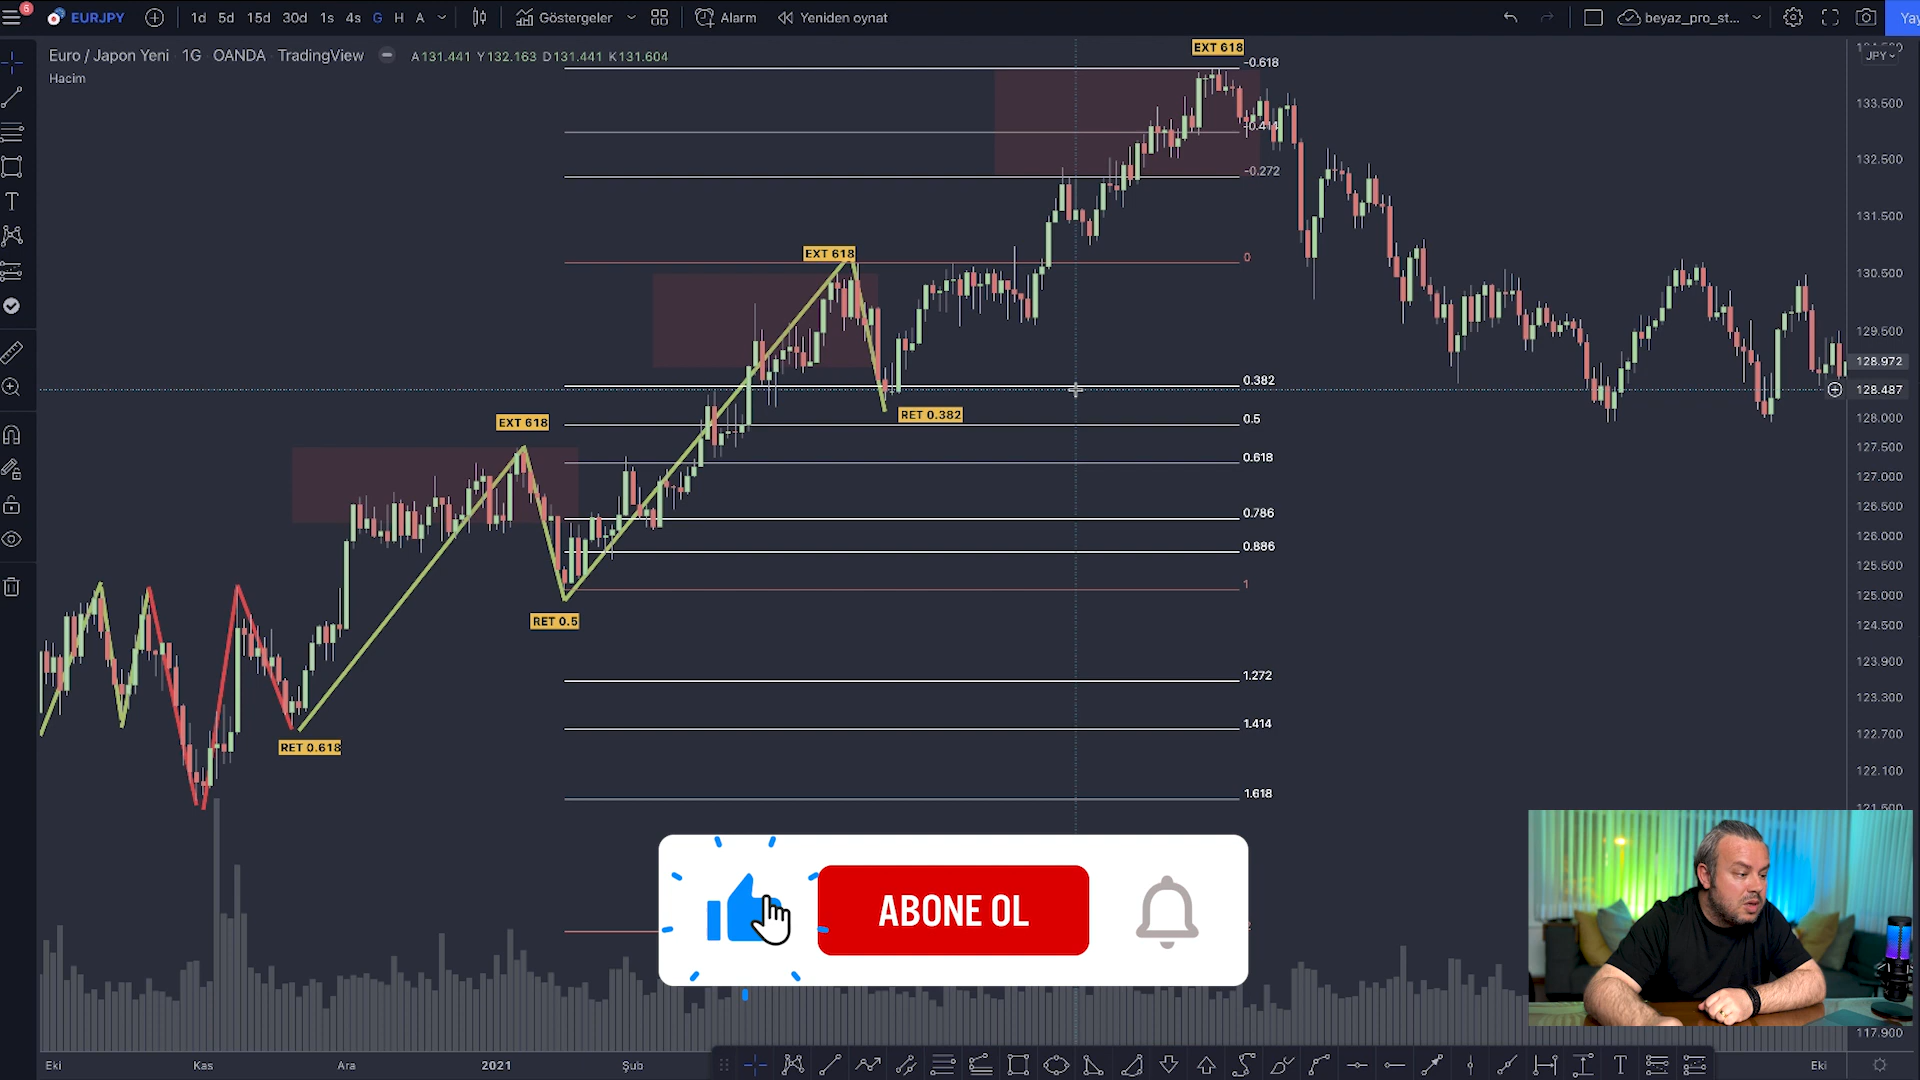 6
EURJPY
1d 5d 15d 30d 1s 4s G H A
Göstergeler
Alarm
Yeniden oynat
beyaz_pro_st...
Euro / Japon Yeni 1G OANDA TradingView
A131.441 Y132.163 D131.441 K131.604
Hacim
JPY
EXT 618
-0.618
133.500
-0.414
132.500
-0.272
131.500
EXT 618
0
130.500
129.500
128.972
0.382
128.487
RET 0.382
0.5
128.000
EXT 618
127.500
0.618
127.000
126.500
0.786
126.000
0.886
125.500
1
125.000
RET 0.5
124.500
123.900
1.272
123.300
1.414
122.700
RET 0.618
122.100
1.618
ABONE OL
117.900
Eki Kas Ara 2021 Şub Eki